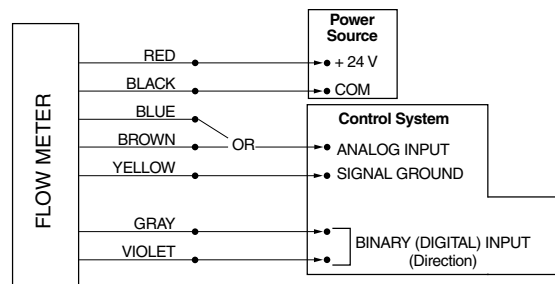 Power
Source
RED
+ 24 V
BLACK
COM
BLUE
Control System
BROWN
OR
ANALOG INPUT
YELLOW
SIGNAL GROUND
FLOW METER
GRAY
BINARY (DIGITAL) INPUT
(Direction)
VIOLET